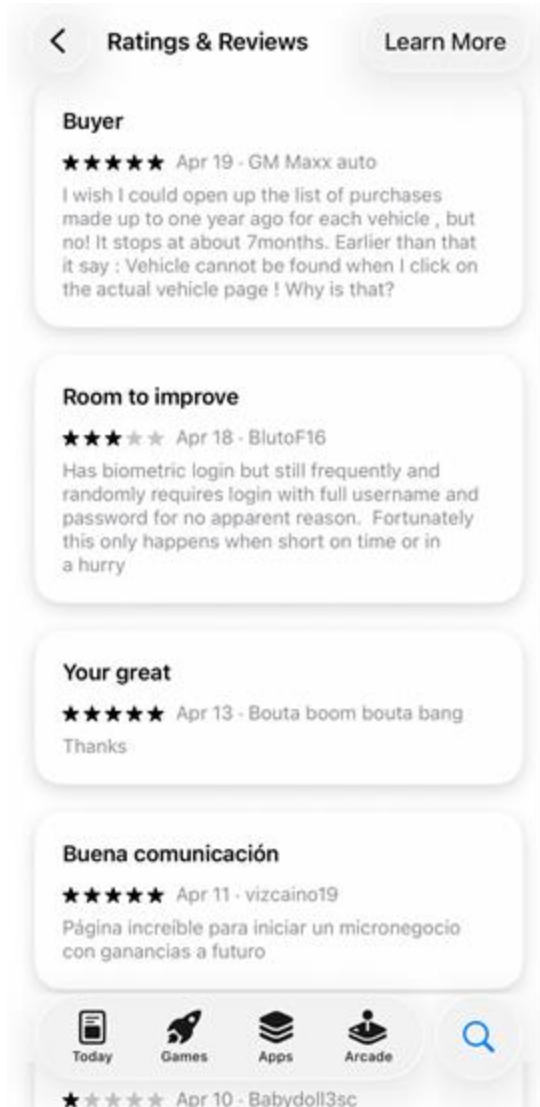 Ratings & Reviews
Learn More
Buyer
★★★★★ Apr 19 · GM Maxx auto
I wish I could open up the list of purchases
made up to one year ago for each vehicle , but
no! It stops at about 7months. Earlier than that
it say : Vehicle cannot be found when I click on
the actual vehicle page ! Why is that?
Room to improve
★★★★★ Apr 18 · BlutoF16
Has biometric login but still frequently and
randomly requires login with full username and
password for no apparent reason.  Fortunately
this only happens when short on time or in
a hurry
Your great
★★★★★ Apr 13 · Bouta boom bouta bang
Thanks
Buena comunicación
★★★★★ Apr 11 · vizcaino19
Página increíble para iniciar un micronegocio
con ganancias a futuro
Today
Games
Apps
Arcade
★★★★★ Apr 10 · Babydoll3sc